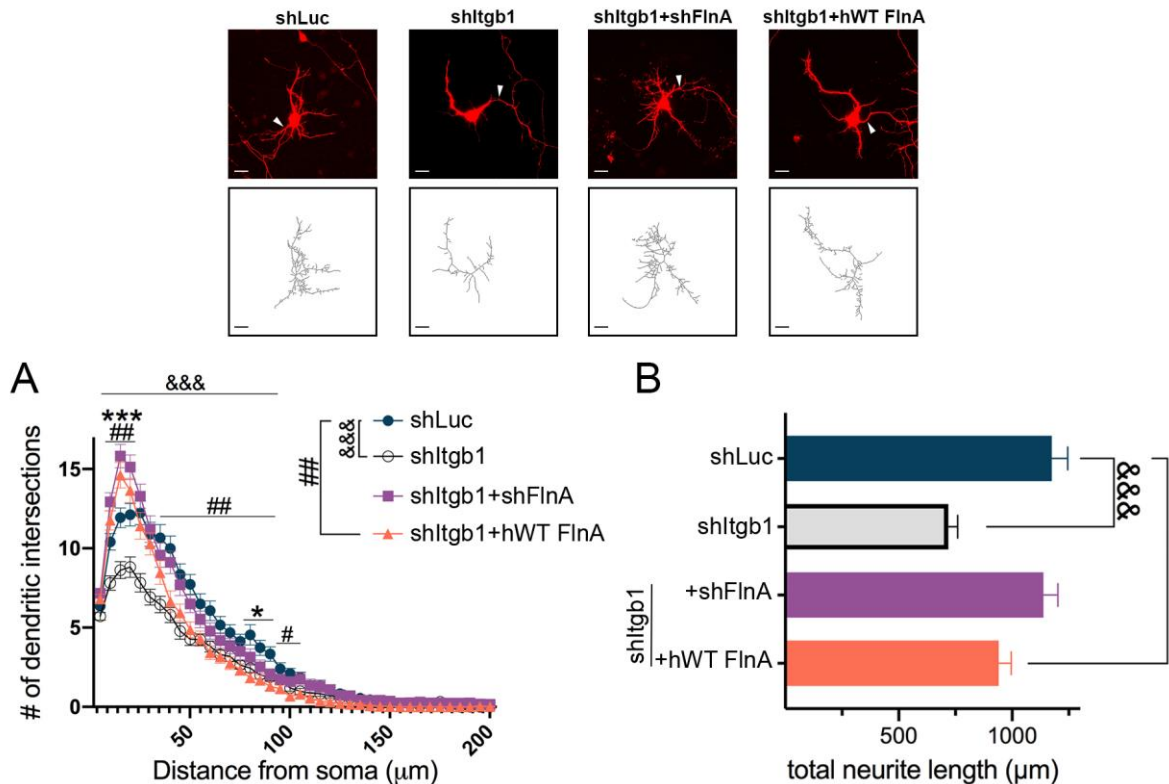 shLuc
shItgb1
shItgb1+shFlnA
shItgb1+hWT FlnA
A
&&&
***
##
##
*
#
##
&&&
shLuc
shItgb1
shItgb1+shFlnA
shItgb1+hWT FlnA
# of dendritic intersections
15
10
5
0
50
100
150
200
Distance from soma (μm)
B
shLuc
shItgb1
shItgb1
+shFlnA
+hWT FlnA
&&&
500
1000
total neurite length (μm)